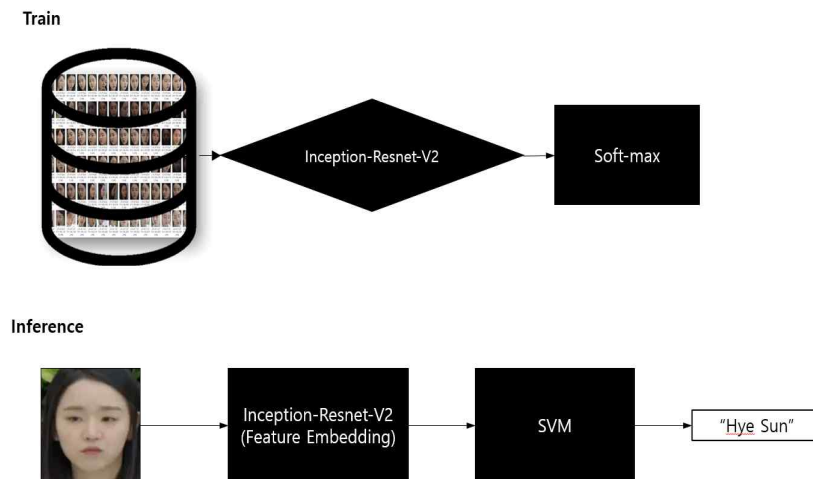 Train
Inception-Resnet-V2
Soft-max
Inference
Inception-Resnet-V2
(Feature Embedding)
SVM
“Hye Sun”